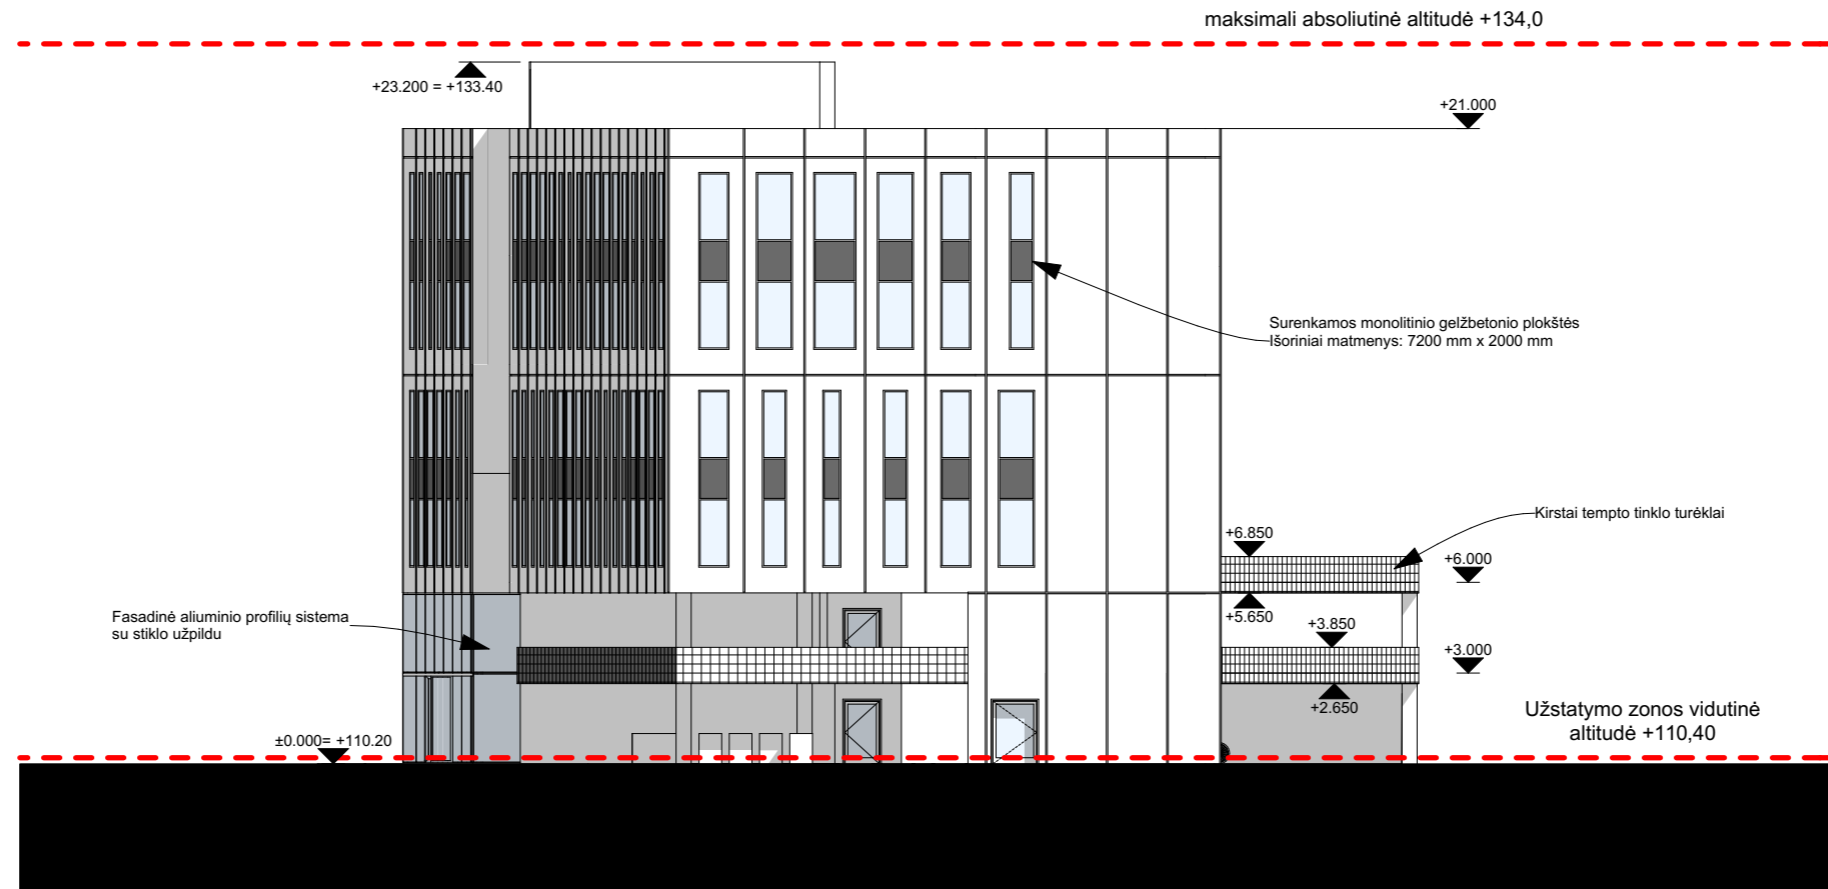 maksimali absoliutinė altitudė +134,0
+23.200 = +133.40
+21.000
Surenkamos monolitinio gelžbetonio plokštės
Išoriniai matmenys: 7200 mm x 2000 mm
Kirstai tempto tinklo turėklai
+6.850
+6.000
+5.650
Fasadinė aliuminio profilių sistema
su stiklo užpildu
+3.850
+3.000
+2.650
Užstatymo zonos vidutinė
altitudė +110,40
±0.000= +110.20